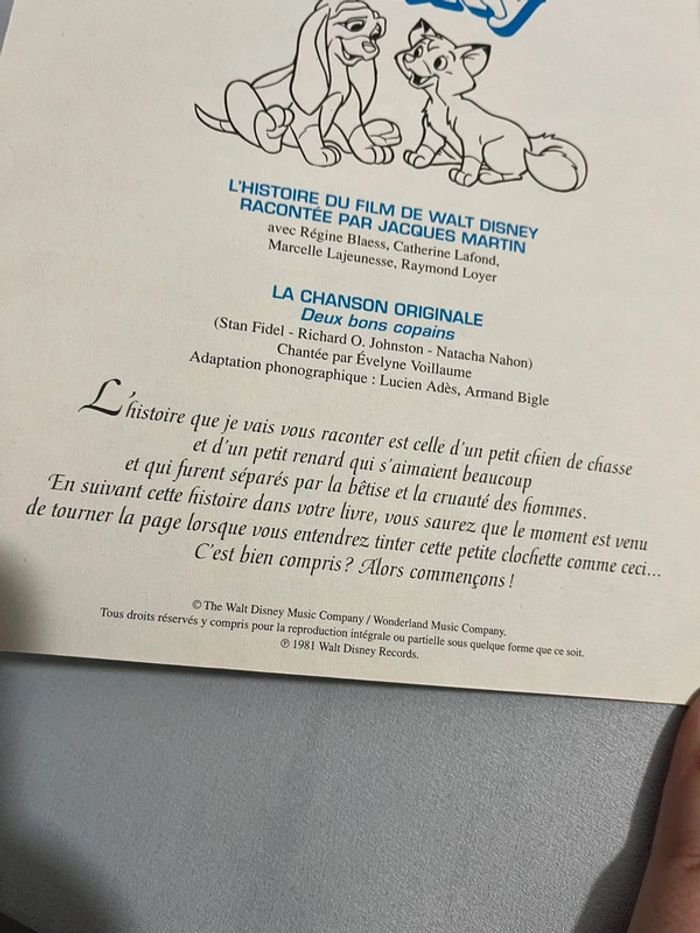 L'HISTOIRE DU FILM DE WALT DISNEY
RACONTÉE PAR JACQUES MARTIN
avec Régine Blaess, Catherine Lafond,
Marcelle Lajeunesse, Raymond Loyer
LA CHANSON ORIGINALE
Deux bons copains
(Stan Fidel - Richard O. Johnston - Natacha Nahon)
Chantée par Évelyne Voillaume
Adaptation phonographique : Lucien Adès, Armand Bigle
L'histoire que je vais vous raconter est celle d'un petit chien de chasse
et d'un petit renard qui s'aimaient beaucoup
et qui furent séparés par la bêtise et la cruauté des hommes.
En suivant cette histoire dans votre livre, vous saurez que le moment est venu
de tourner la page lorsque vous entendrez tinter cette petite clochette comme ceci...
C'est bien compris ? Alors commençons !
© The Walt Disney Music Company / Wonderland Music Company.
Tous droits réservés y compris pour la reproduction intégrale ou partielle sous quelque forme que ce soit.
℗ 1981 Walt Disney Records.